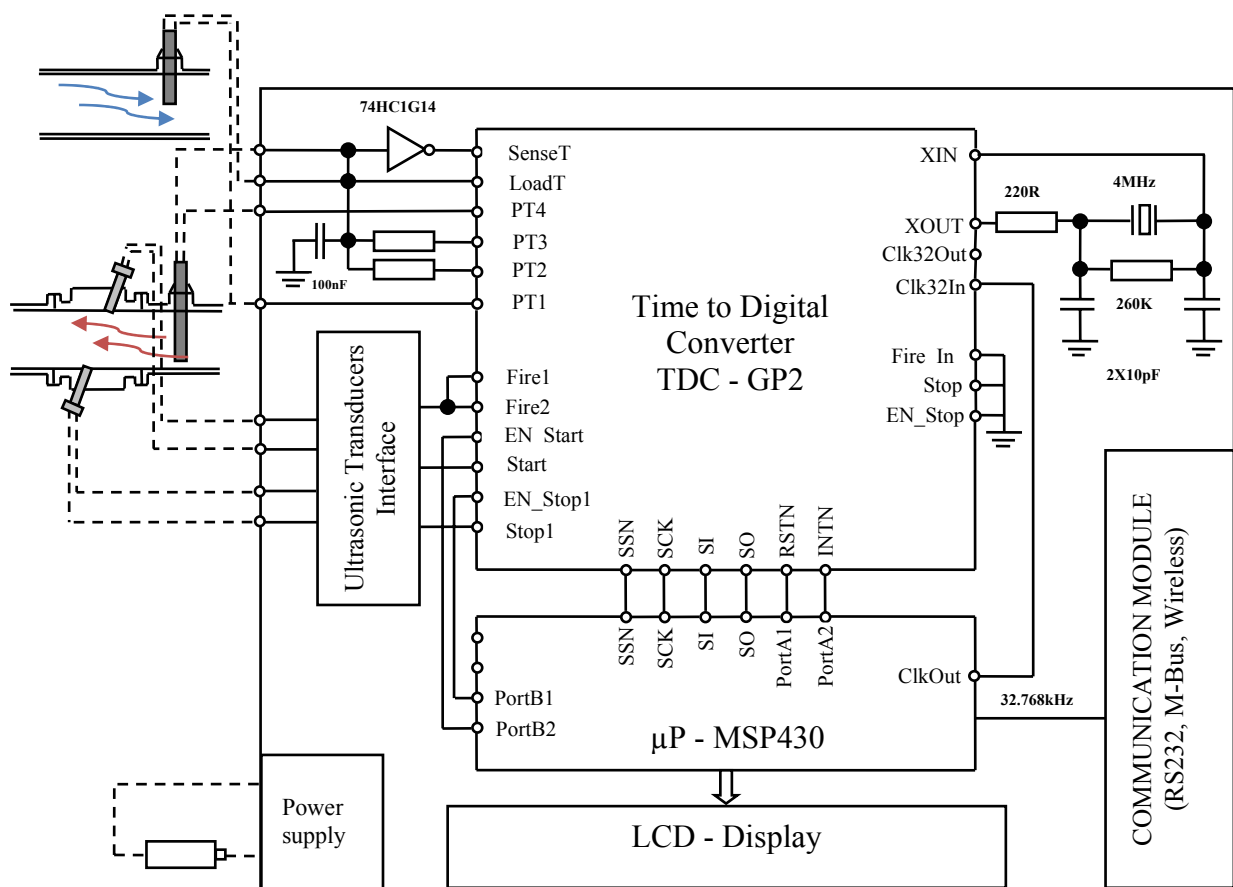 74HC1G14
SenseT
LoadT
PT4
PT3
PT2
PT1
100nF
Fire1
Fire2
EN_Start
Start
EN_Stop1
Stop1
Time to Digital
Converter
TDC - GP2
XIN
XOUT
Clk32Out
Clk32In
Fire_In
Stop
EN_Stop
220R
4MHz
260K
2X10pF
Ultrasonic Transducers
Interface
SSN
SCK
SI
SO
RSTN
INTN
SSN
SCK
SI
SO
PortA1
PortA2
PortB1
PortB2
ClkOut
32.768kHz
µP - MSP430
COMMUNICATION MODULE
(RS232, M-Bus, Wireless)
Power
supply
LCD - Display